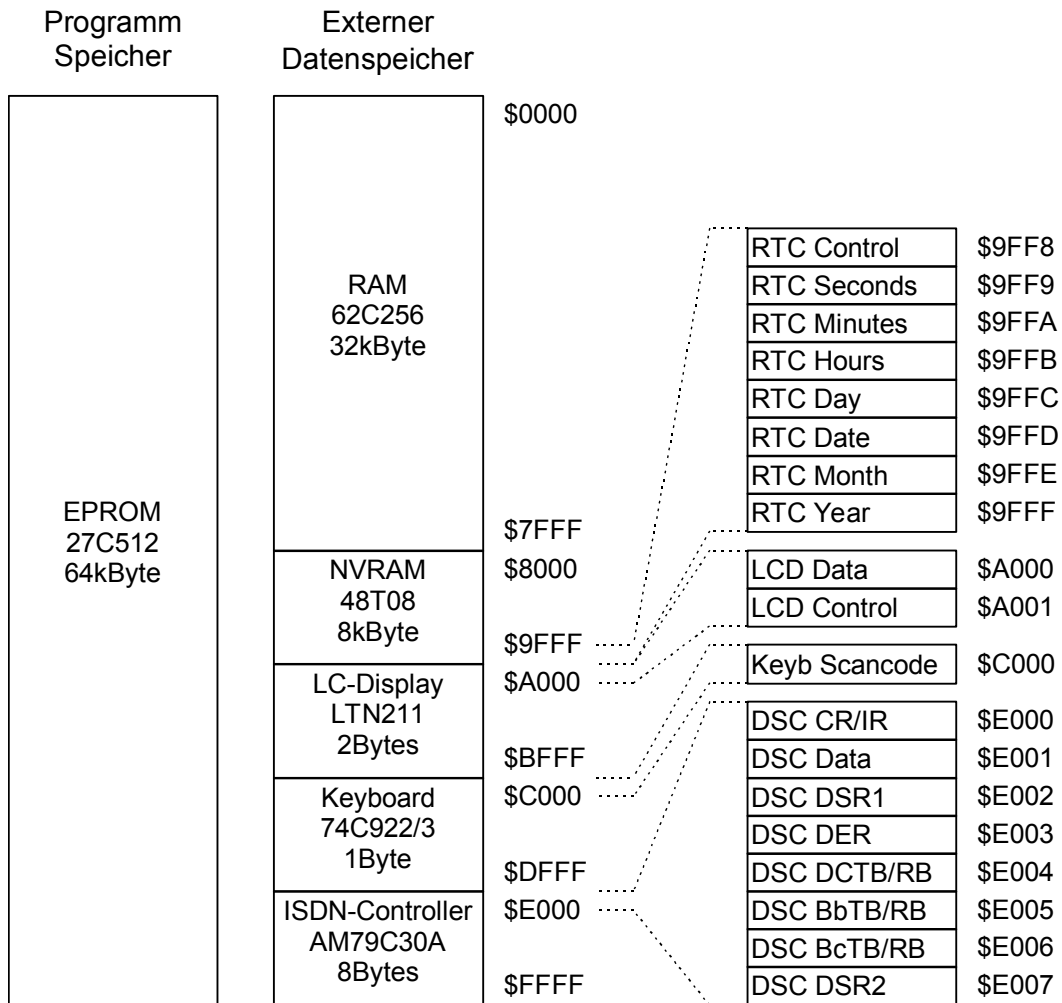 Programm
Speicher
Externer
Datenspeicher
EPROM
27C512
64kByte
RAM
62C256
32kByte
NVRAM
48T08
8kByte
LC-Display
LTN211
2Bytes
Keyboard
74C922/3
1Byte
ISDN-Controller
AM79C30A
8Bytes
$0000
$7FFF
$8000
$9FFF
$A000
$BFFF
$C000
$DFFF
$E000
$FFFF
RTC Control $9FF8
RTC Seconds $9FF9
RTC Minutes $9FFA
RTC Hours $9FFB
RTC Day $9FFC
RTC Date $9FFD
RTC Month $9FFE
RTC Year $9FFF
LCD Data $A000
LCD Control $A001
Keyb Scancode $C000
DSC CR/IR $E000
DSC Data $E001
DSC DSR1 $E002
DSC DER $E003
DSC DCTB/RB $E004
DSC BbTB/RB $E005
DSC BcTB/RB $E006
DSC DSR2 $E007